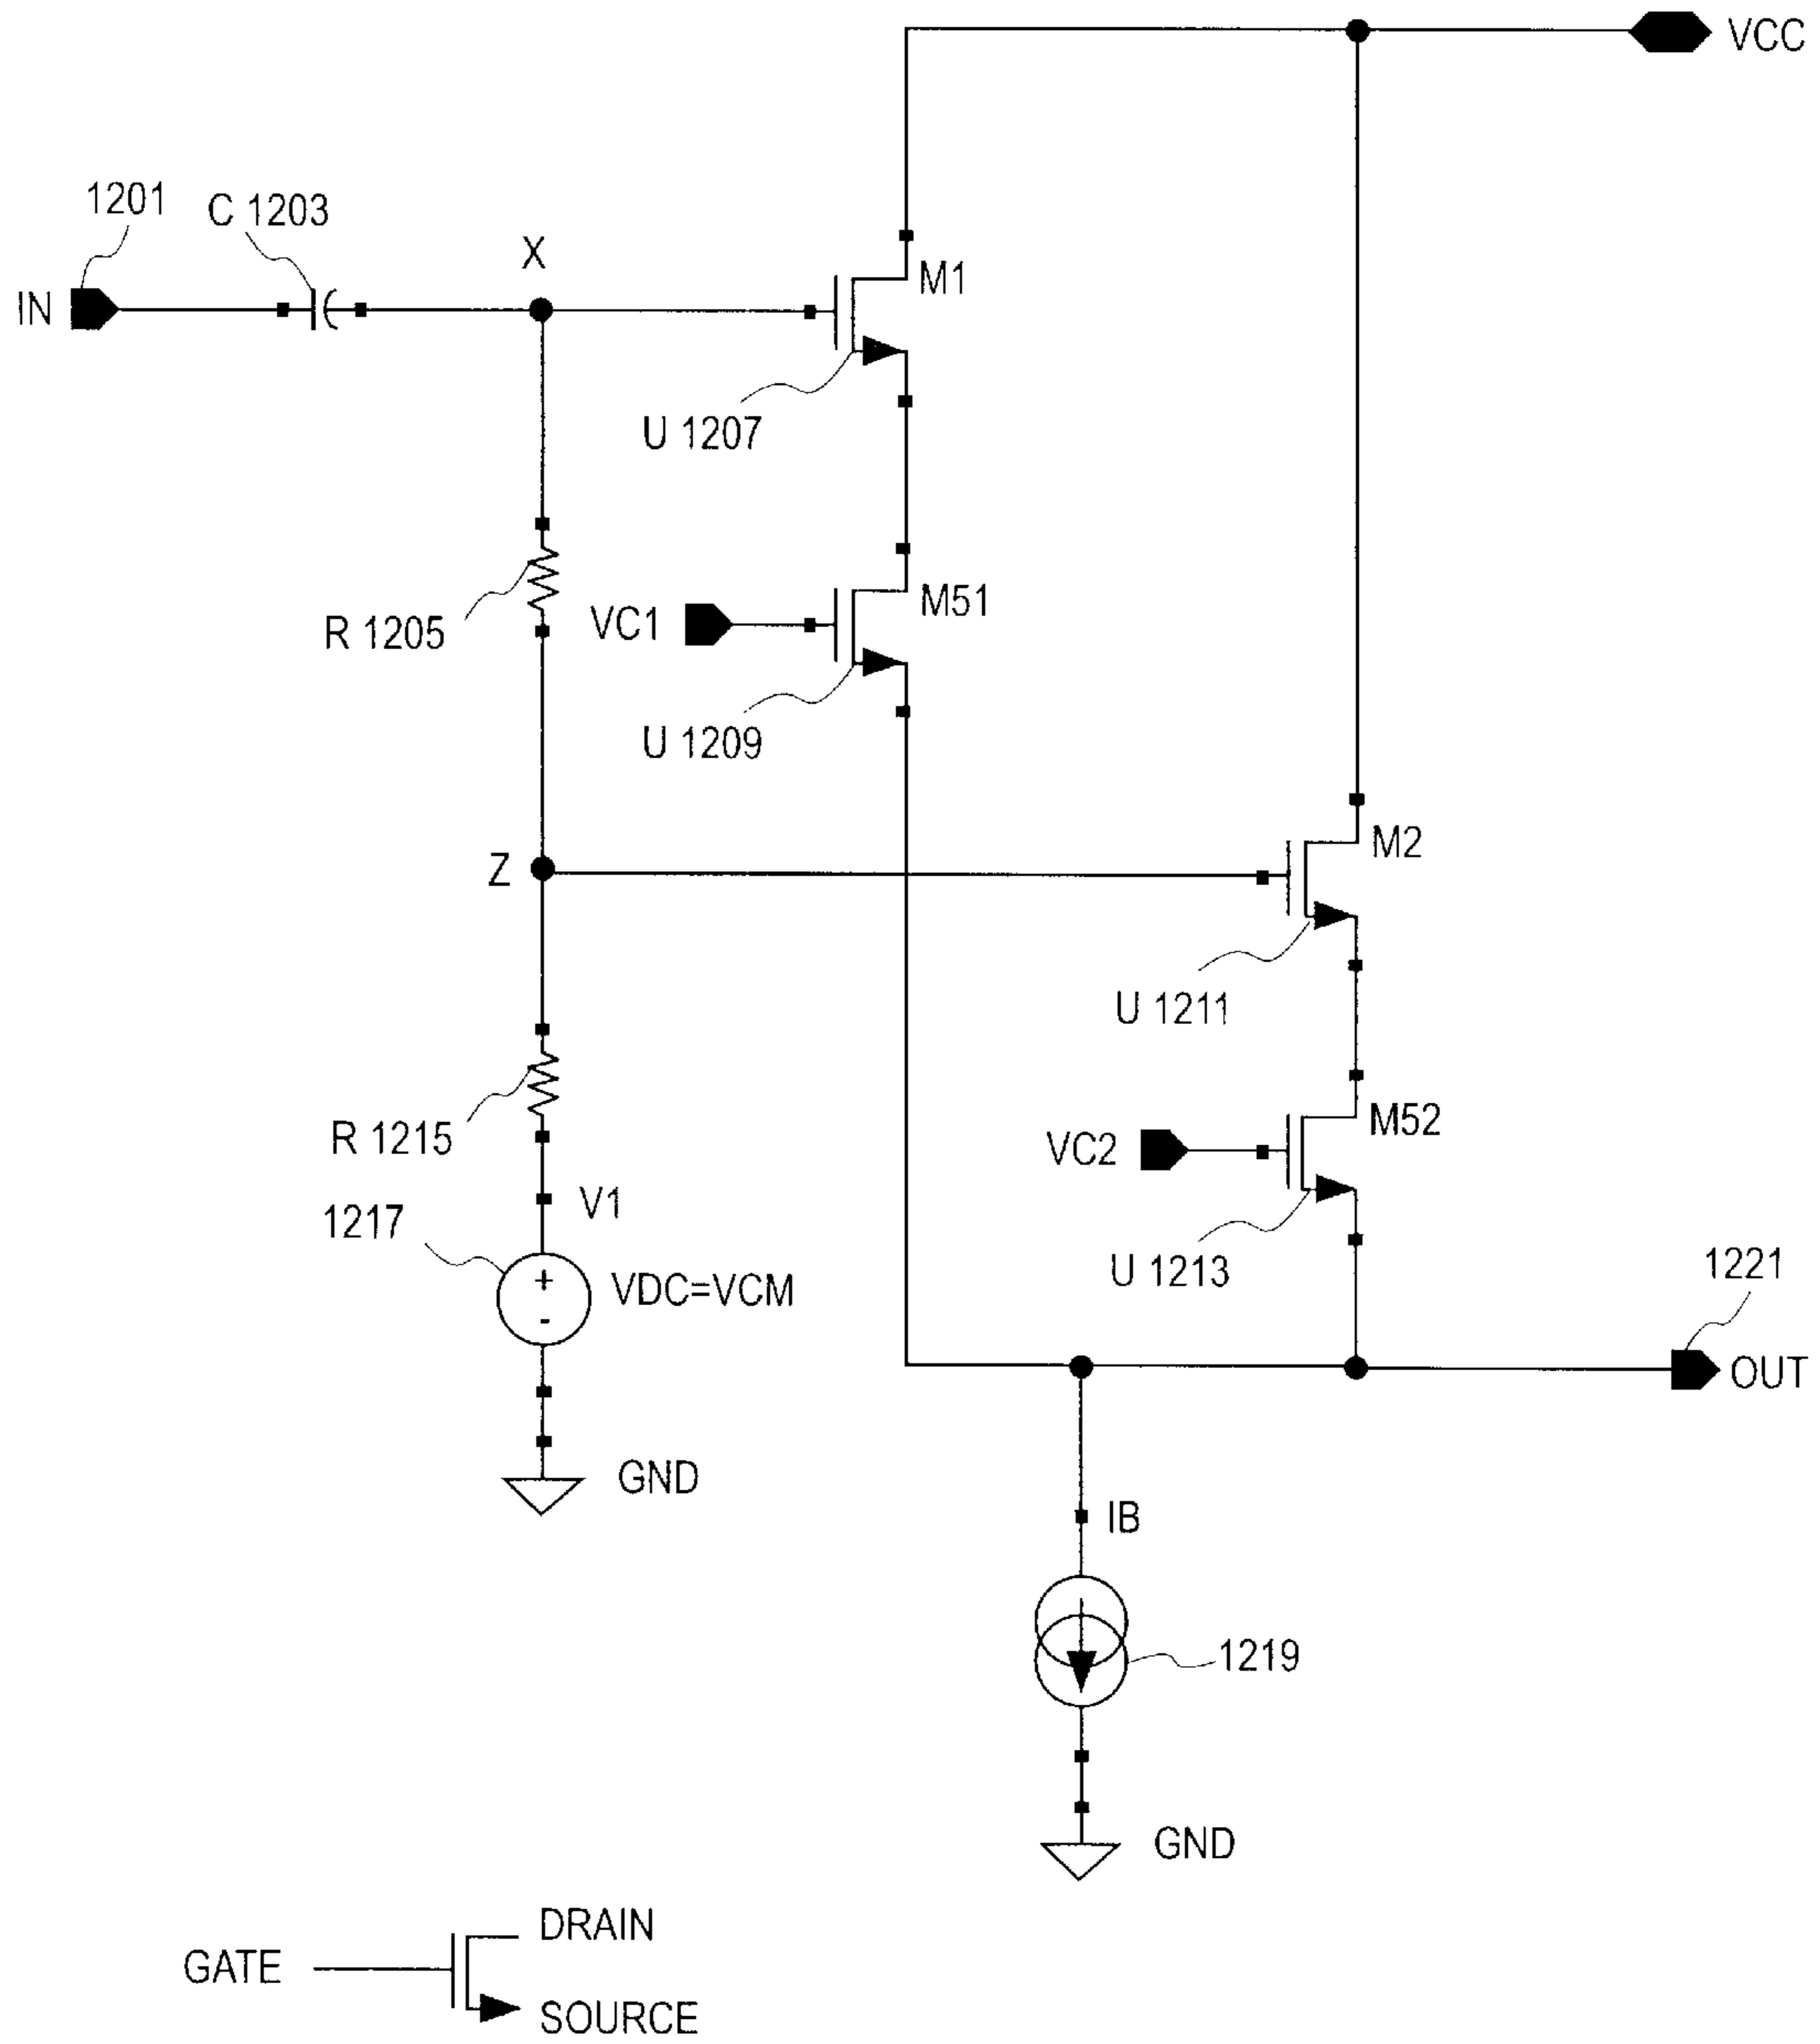 VCC
1201
C 1203
X
IN
M1
U 1207
R 1205
VC1
M51
U 1209
Z
M2
U 1211
R 1215
VC2
M52
V1
1217
+
-
VDC=VCM
U 1213
1221
OUT
GND
IB
1219
GND
GATE
DRAIN
SOURCE